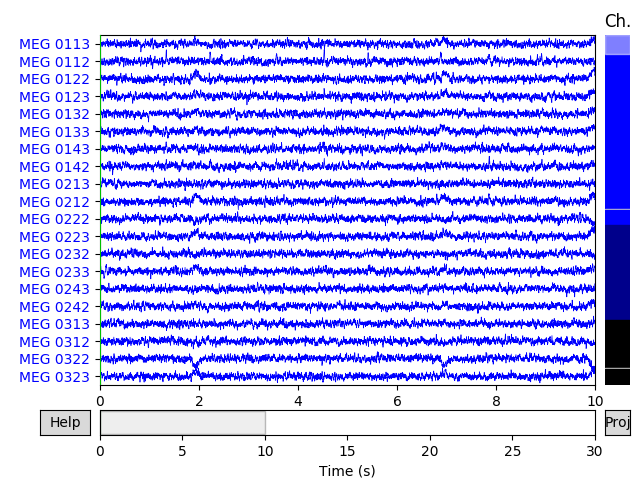 Ch.
MEG 0113
MEG 0112
MEG 0122
MEG 0123
MEG 0132
MEG 0133
MEG 0143
MEG 0142
MEG 0213
MEG 0212
MEG 0222
MEG 0223
MEG 0232
MEG 0233
MEG 0243
MEG 0242
MEG 0313
MEG 0312
MEG 0322
MEG 0323
0 2 4 6 8 10
Help Proj
0 5 10 15 20 25 30
Time (s)